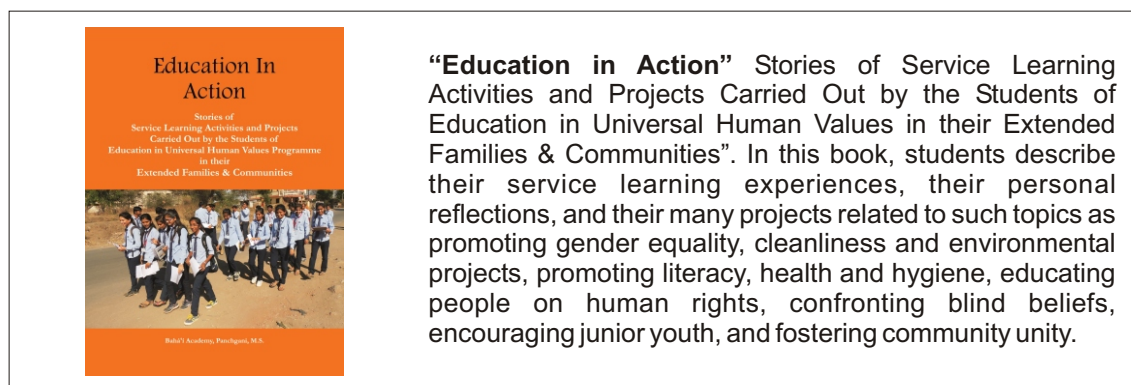 Education In
Action
Stories of
Service Learning Activities and Projects
Carried Out by the Students of
Education in Universal Human Values Programme
in their
Extended Families & Communities
Bahá'í Academy, Panchgani, M.S.
“Education in Action” Stories of Service Learning
Activities and Projects Carried Out by the Students of
Education in Universal Human Values in their Extended
Families & Communities”. In this book, students describe
their service learning experiences, their personal
reflections, and their many projects related to such topics as
promoting gender equality, cleanliness and environmental
projects, promoting literacy, health and hygiene, educating
people on human rights, confronting blind beliefs,
encouraging junior youth, and fostering community unity.